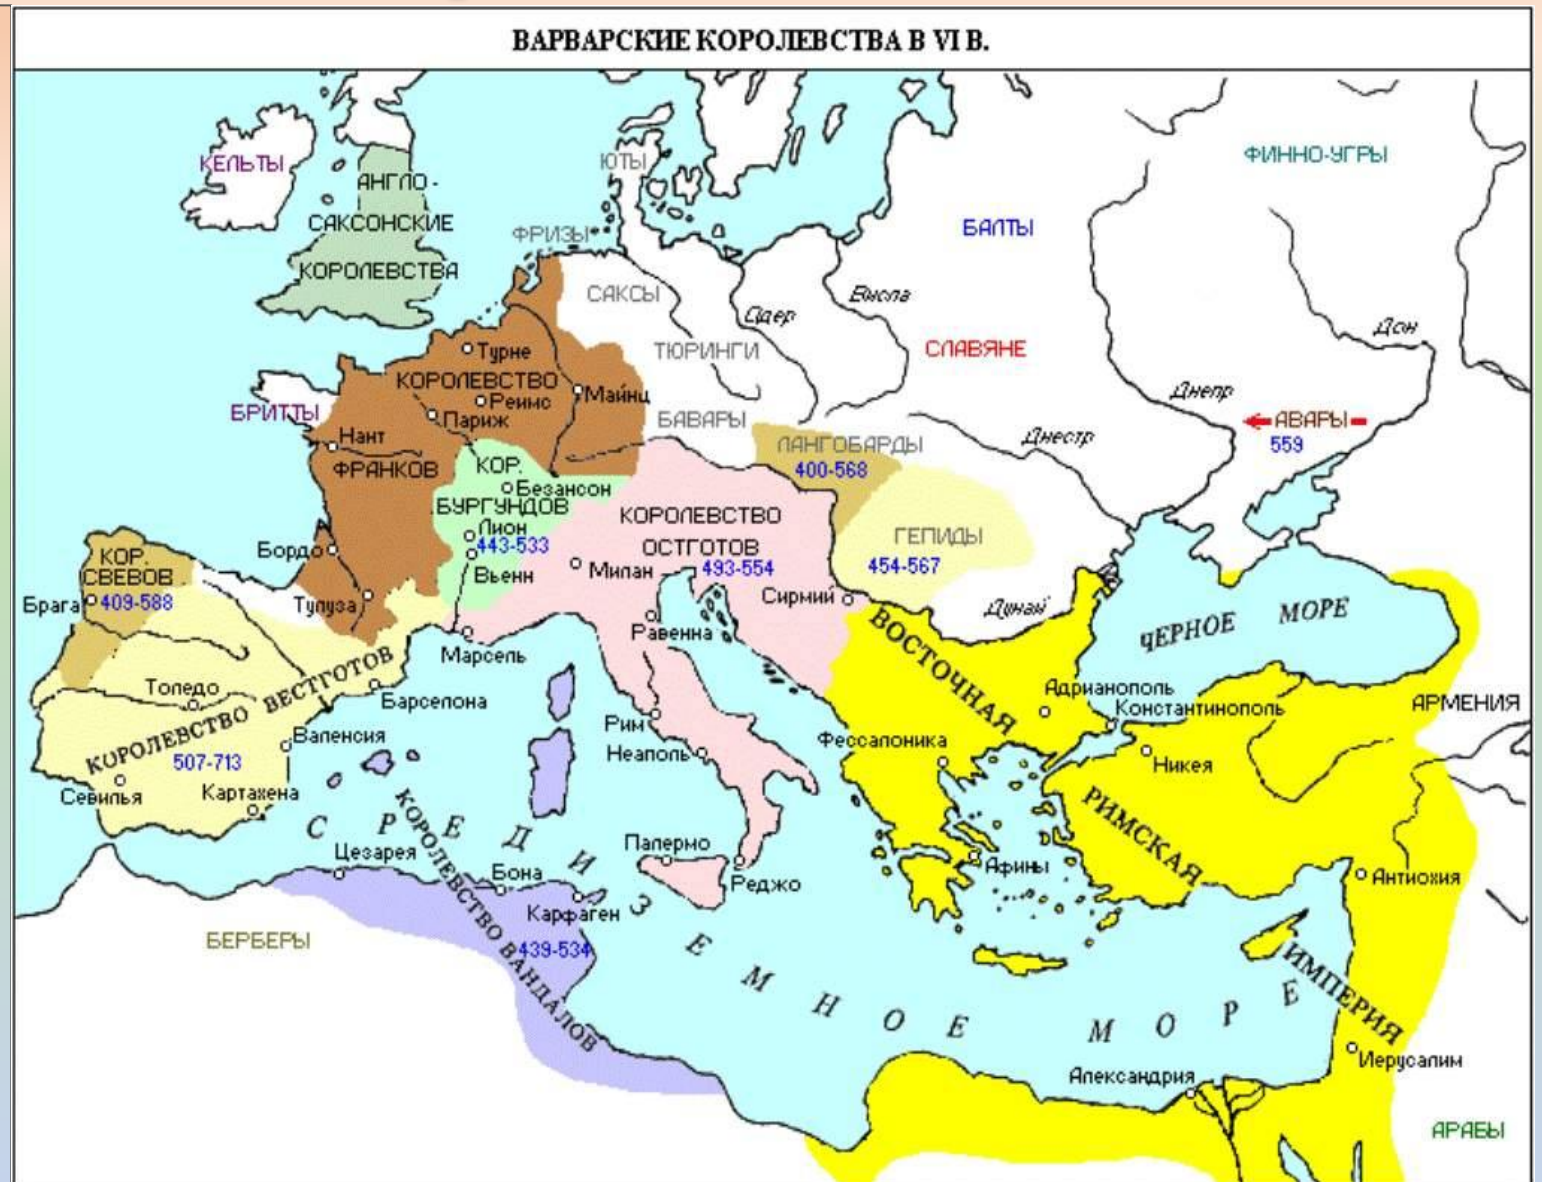 ВАРВАРСКИЕ КОРОЛЕВСТВА В VI В.
КЕЛЬТЫ
АНГЛО-
САКСОНСКИЕ
КОРОЛЕВСТВА
ЮТЫ
ФРИЗЫ
САКСЫ
ТЮРИНГИ
БАВАРЫ
БАЛТЫ
СЛАВЯНЕ
ФИННО-УГРЫ
Одер
Висла
Дон
Днепр
Днестр
АВАРЫ
559
БРИТТЫ
Турне
КОРОЛЕВСТВО
Реимс
Париж
Майнц
Нант
ФРАНКОВ
КОР.
Безансон
БУРГУНДОВ
Лион
443-533
Вьенн
Бордо
Тулуза
ЛАНГОБАРДЫ
400-568
ГЕПИДЫ
454-567
КОРОЛЕВСТВО
ОСТГОТОВ
493-554
Милан
Сирмий
Равенна
Дунай
КОР.
СВЕВОВ
409-588
Брага
Марсель
Толедо
КОРОЛЕВСТВО ВЕСТГОТОВ
507-713
Барселона
Валенсия
Севилья
Картахена
Рим
Неаполь
Палермо
Реджо
ВОСТОЧНАЯ
РИМСКАЯ
ИМПЕРИЯ
ЧЕРНОЕ МОРЕ
Адрианополь
Константинополь
АРМЕНИЯ
Фессалоника
Никея
Афины
Антиохия
СРЕДИЗЕМНОЕ МОРЕ
Цезарея
Бона
Карфаген
КОРОЛЕВСТВО ВАНДАЛОВ
439-534
БЕРБЕРЫ
Александрия
Иерусалим
АРАБЫ